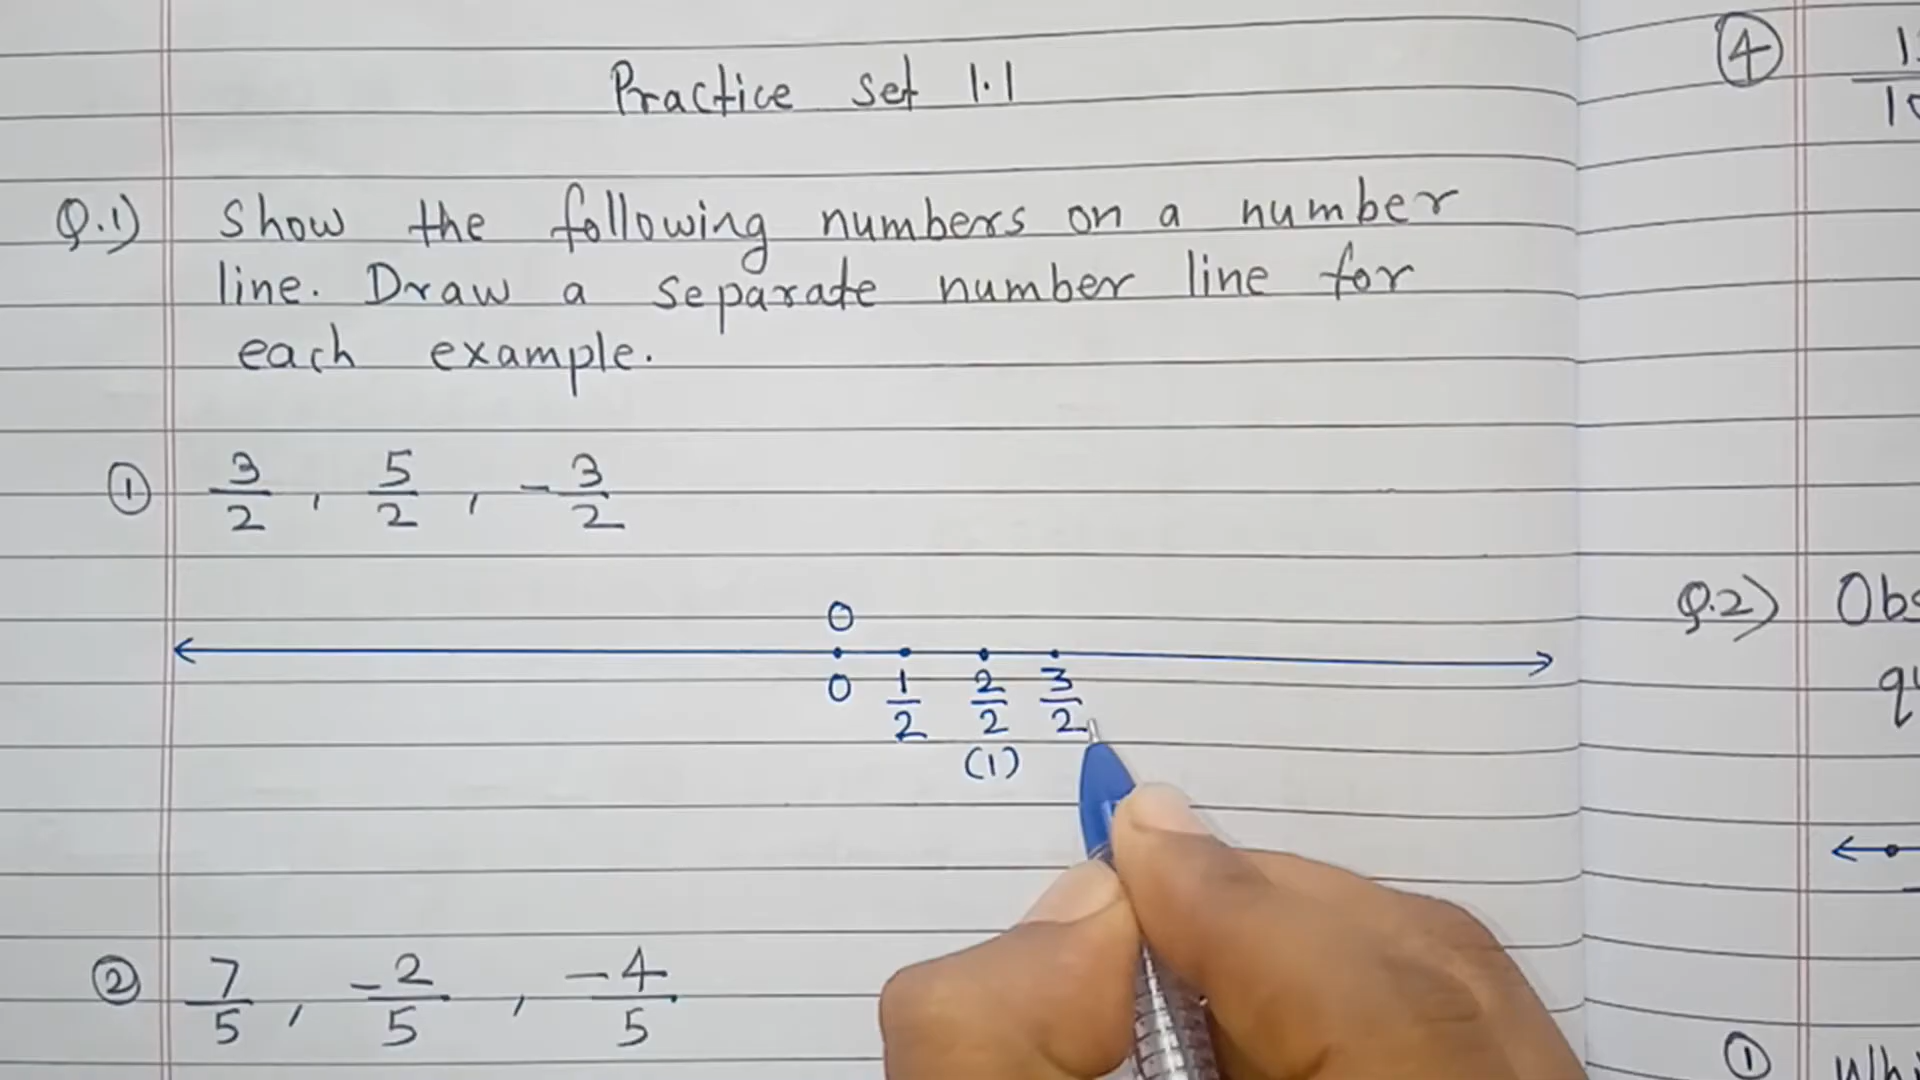 Practice set 1.1
Q.1) Show the following numbers on a number
line. Draw a separate number line for
each example.
① 3/2 , 5/2 , -3/2
0
0 1/2 2/2 3/2
(1)
② 7/5 , -2/5 , -4/5
④
Q.2)
①